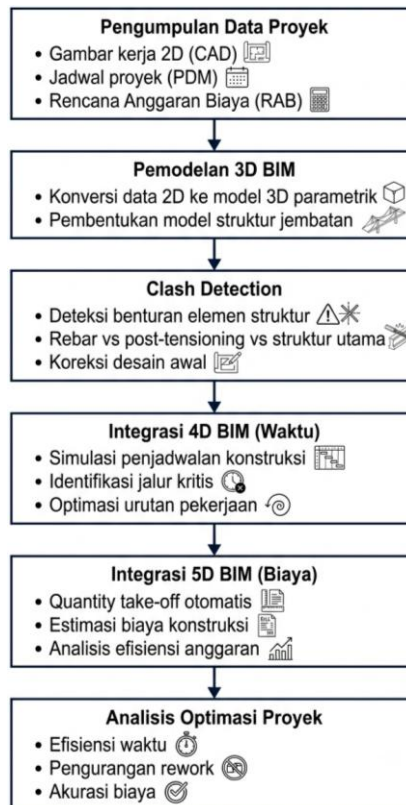 Pengumpulan Data Proyek
• Gambar kerja 2D (CAD)
• Jadwal proyek (PDM)
• Rencana Anggaran Biaya (RAB)
Pemodelan 3D BIM
• Konversi data 2D ke model 3D parametrik
• Pembentukan model struktur jembatan
Clash Detection
• Deteksi benturan elemen struktur
• Rebar vs post-tensioning vs struktur utama
• Koreksi desain awal
Integrasi 4D BIM (Waktu)
• Simulasi penjadwalan konstruksi
• Identifikasi jalur kritis
• Optimasi urutan pekerjaan
Integrasi 5D BIM (Biaya)
• Quantity take-off otomatis
• Estimasi biaya konstruksi
• Analisis efisiensi anggaran
Analisis Optimasi Proyek
• Efisiensi waktu
• Pengurangan rework
• Akurasi biaya